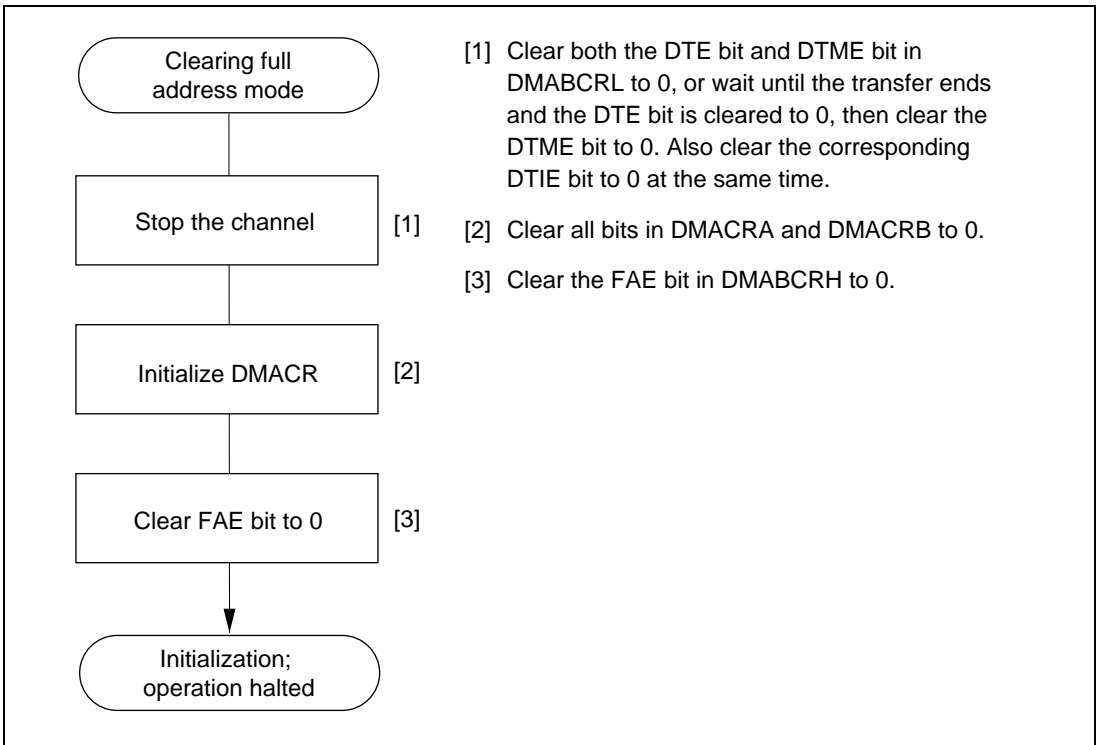 Clearing full
address mode
Stop the channel
[1]
Initialize DMACR
[2]
Clear FAE bit to 0
[3]
Initialization;
operation halted
[1] Clear both the DTE bit and DTME bit in
DMABCRL to 0, or wait until the transfer ends
and the DTE bit is cleared to 0, then clear the
DTME bit to 0. Also clear the corresponding
DTIE bit to 0 at the same time.
[2] Clear all bits in DMACRA and DMACRB to 0.
[3] Clear the FAE bit in DMABCRH to 0.